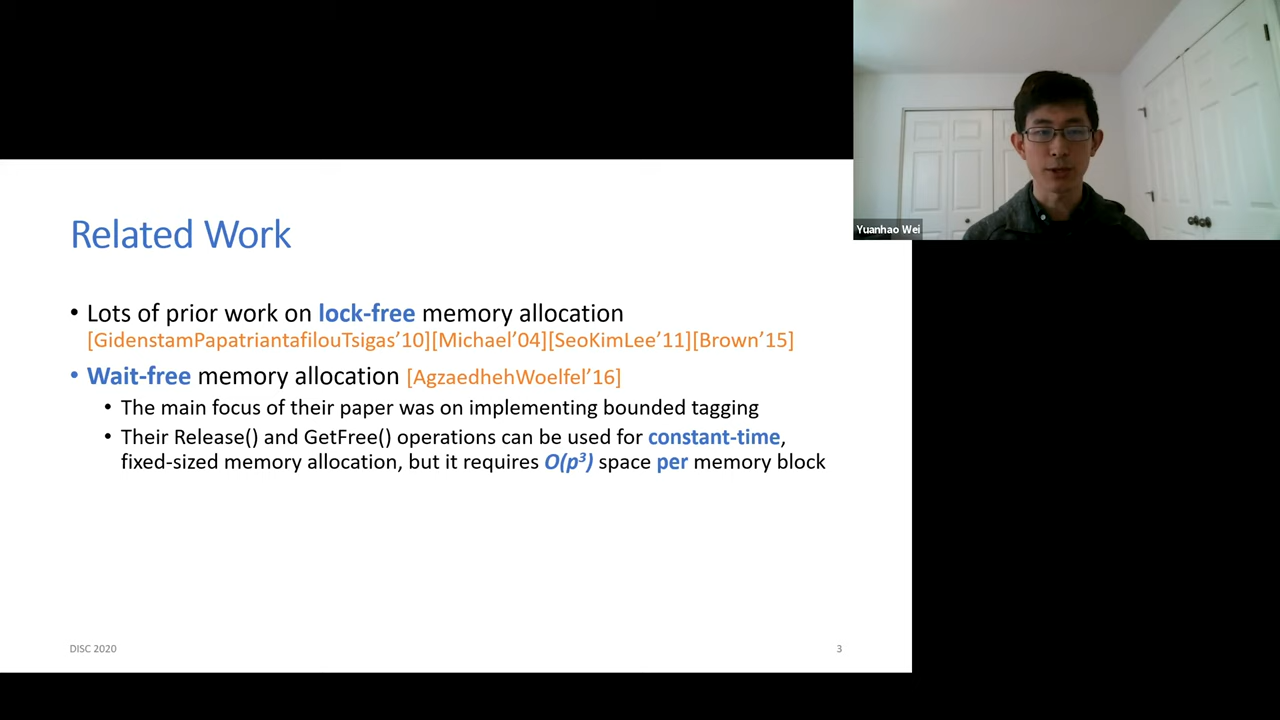 Yuanhao Wei
Related Work
• Lots of prior work on lock-free memory allocation
[GidenstamPapatriantafilouTsigas’10][Michael’04][SeoKimLee’11][Brown’15]
• Wait-free memory allocation [AgzaedhehWoelfel’16]
• The main focus of their paper was on implementing bounded tagging
• Their Release() and GetFree() operations can be used for constant-time,
fixed-sized memory allocation, but it requires O(p³) space per memory block
DISC 2020
3